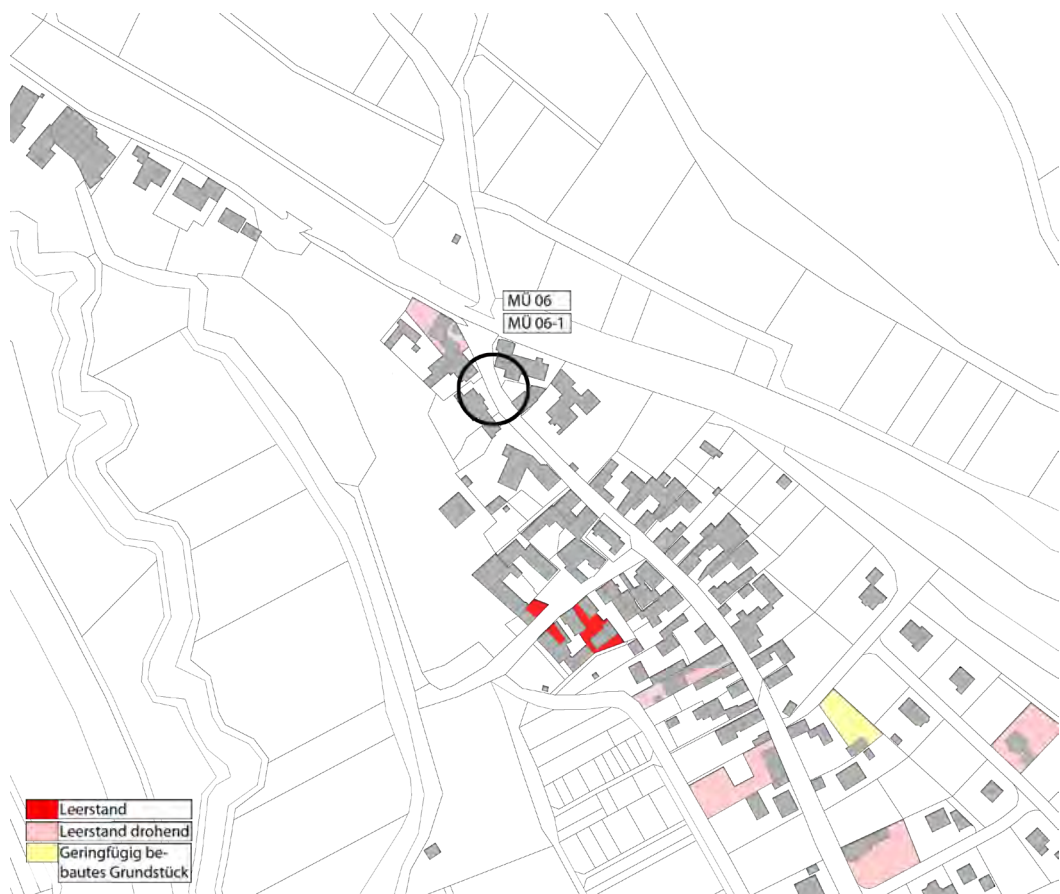 MÜ 06
MÜ 06-1
Leerstand
Leerstand drohend
Geringfügig be-
bautes Grundstück